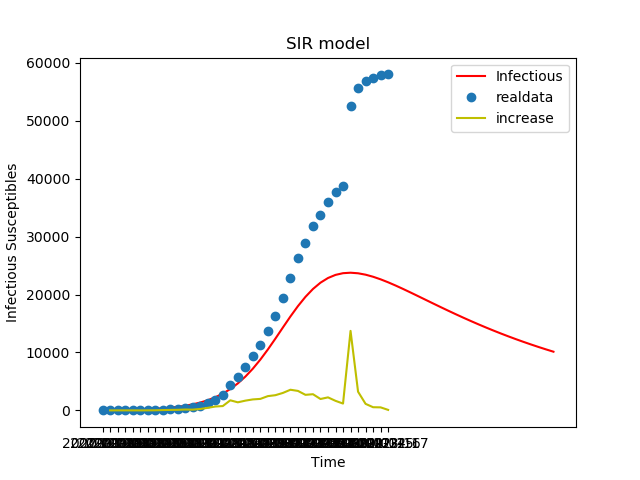 SIR model
60000
50000
40000
30000
20000
10000
0
Infectious Susceptibles
Infectious
realdata
increase
Time